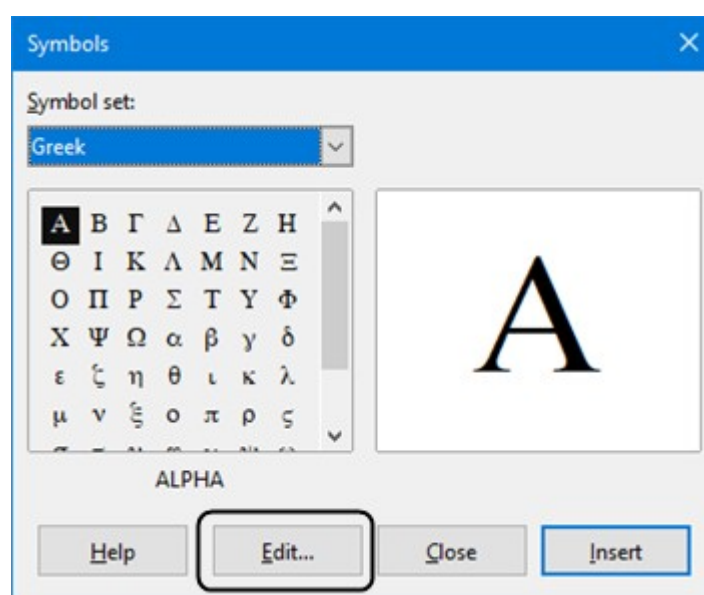 Symbols
Symbol set:
Greek
Α Β Γ Δ Ε Ζ Η
Θ Ι Κ Λ Μ Ν Ξ
Ο Π Ρ Σ Τ Υ Φ
Χ Ψ Ω α β γ δ
ε ζ η θ ι κ λ
μ ν ξ ο π ρ ς
Α
ALPHA
Help Edit... Close Insert